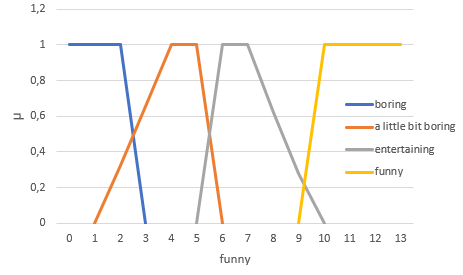 1,2
1
0,8
0,6
0,4
0,2
0
μ
0 1 2 3 4 5 6 7 8 9 10 11 12 13
funny
boring
a little bit boring
entertaining
funny